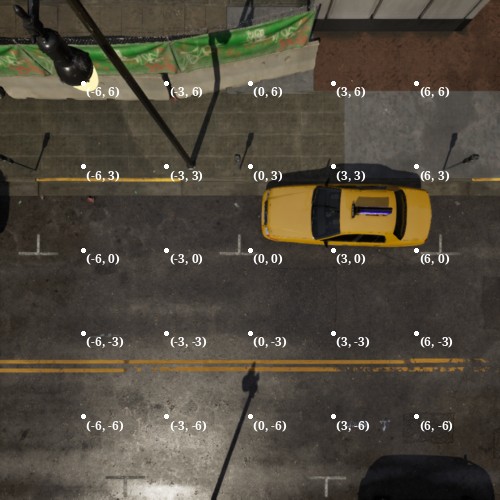 (-6, 6) (-3, 6) (0, 6) (3, 6) (6, 6)
(-6, 3) (-3, 3) (0, 3) (3, 3) (6, 3)
(-6, 0) (-3, 0) (0, 0) (3, 0) (6, 0)
(-6, -3) (-3, -3) (0, -3) (3, -3) (6, -3)
(-6, -6) (-3, -6) (0, -6) (3, -6) (6, -6)